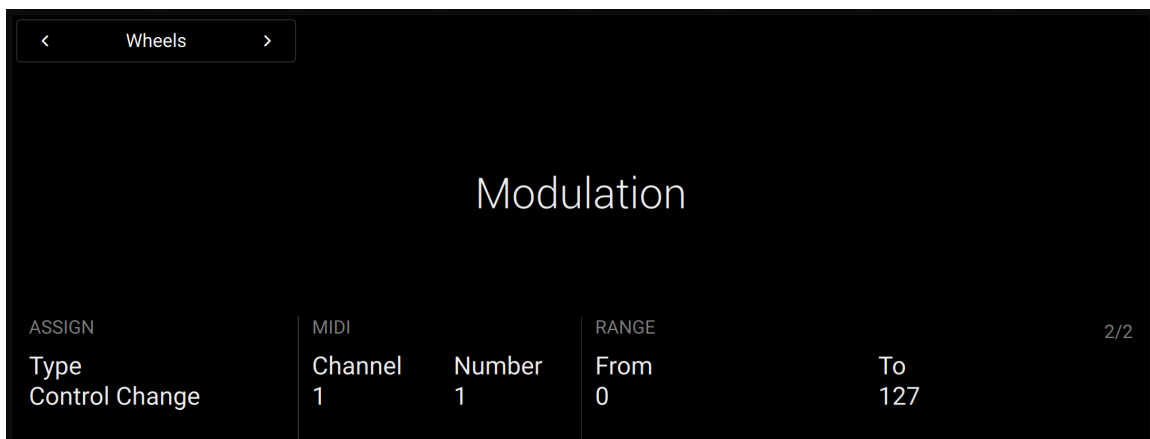 Wheels
Modulation
ASSIGN MIDI RANGE 2/2
Type Channel Number From To
Control Change 1 1 0 127